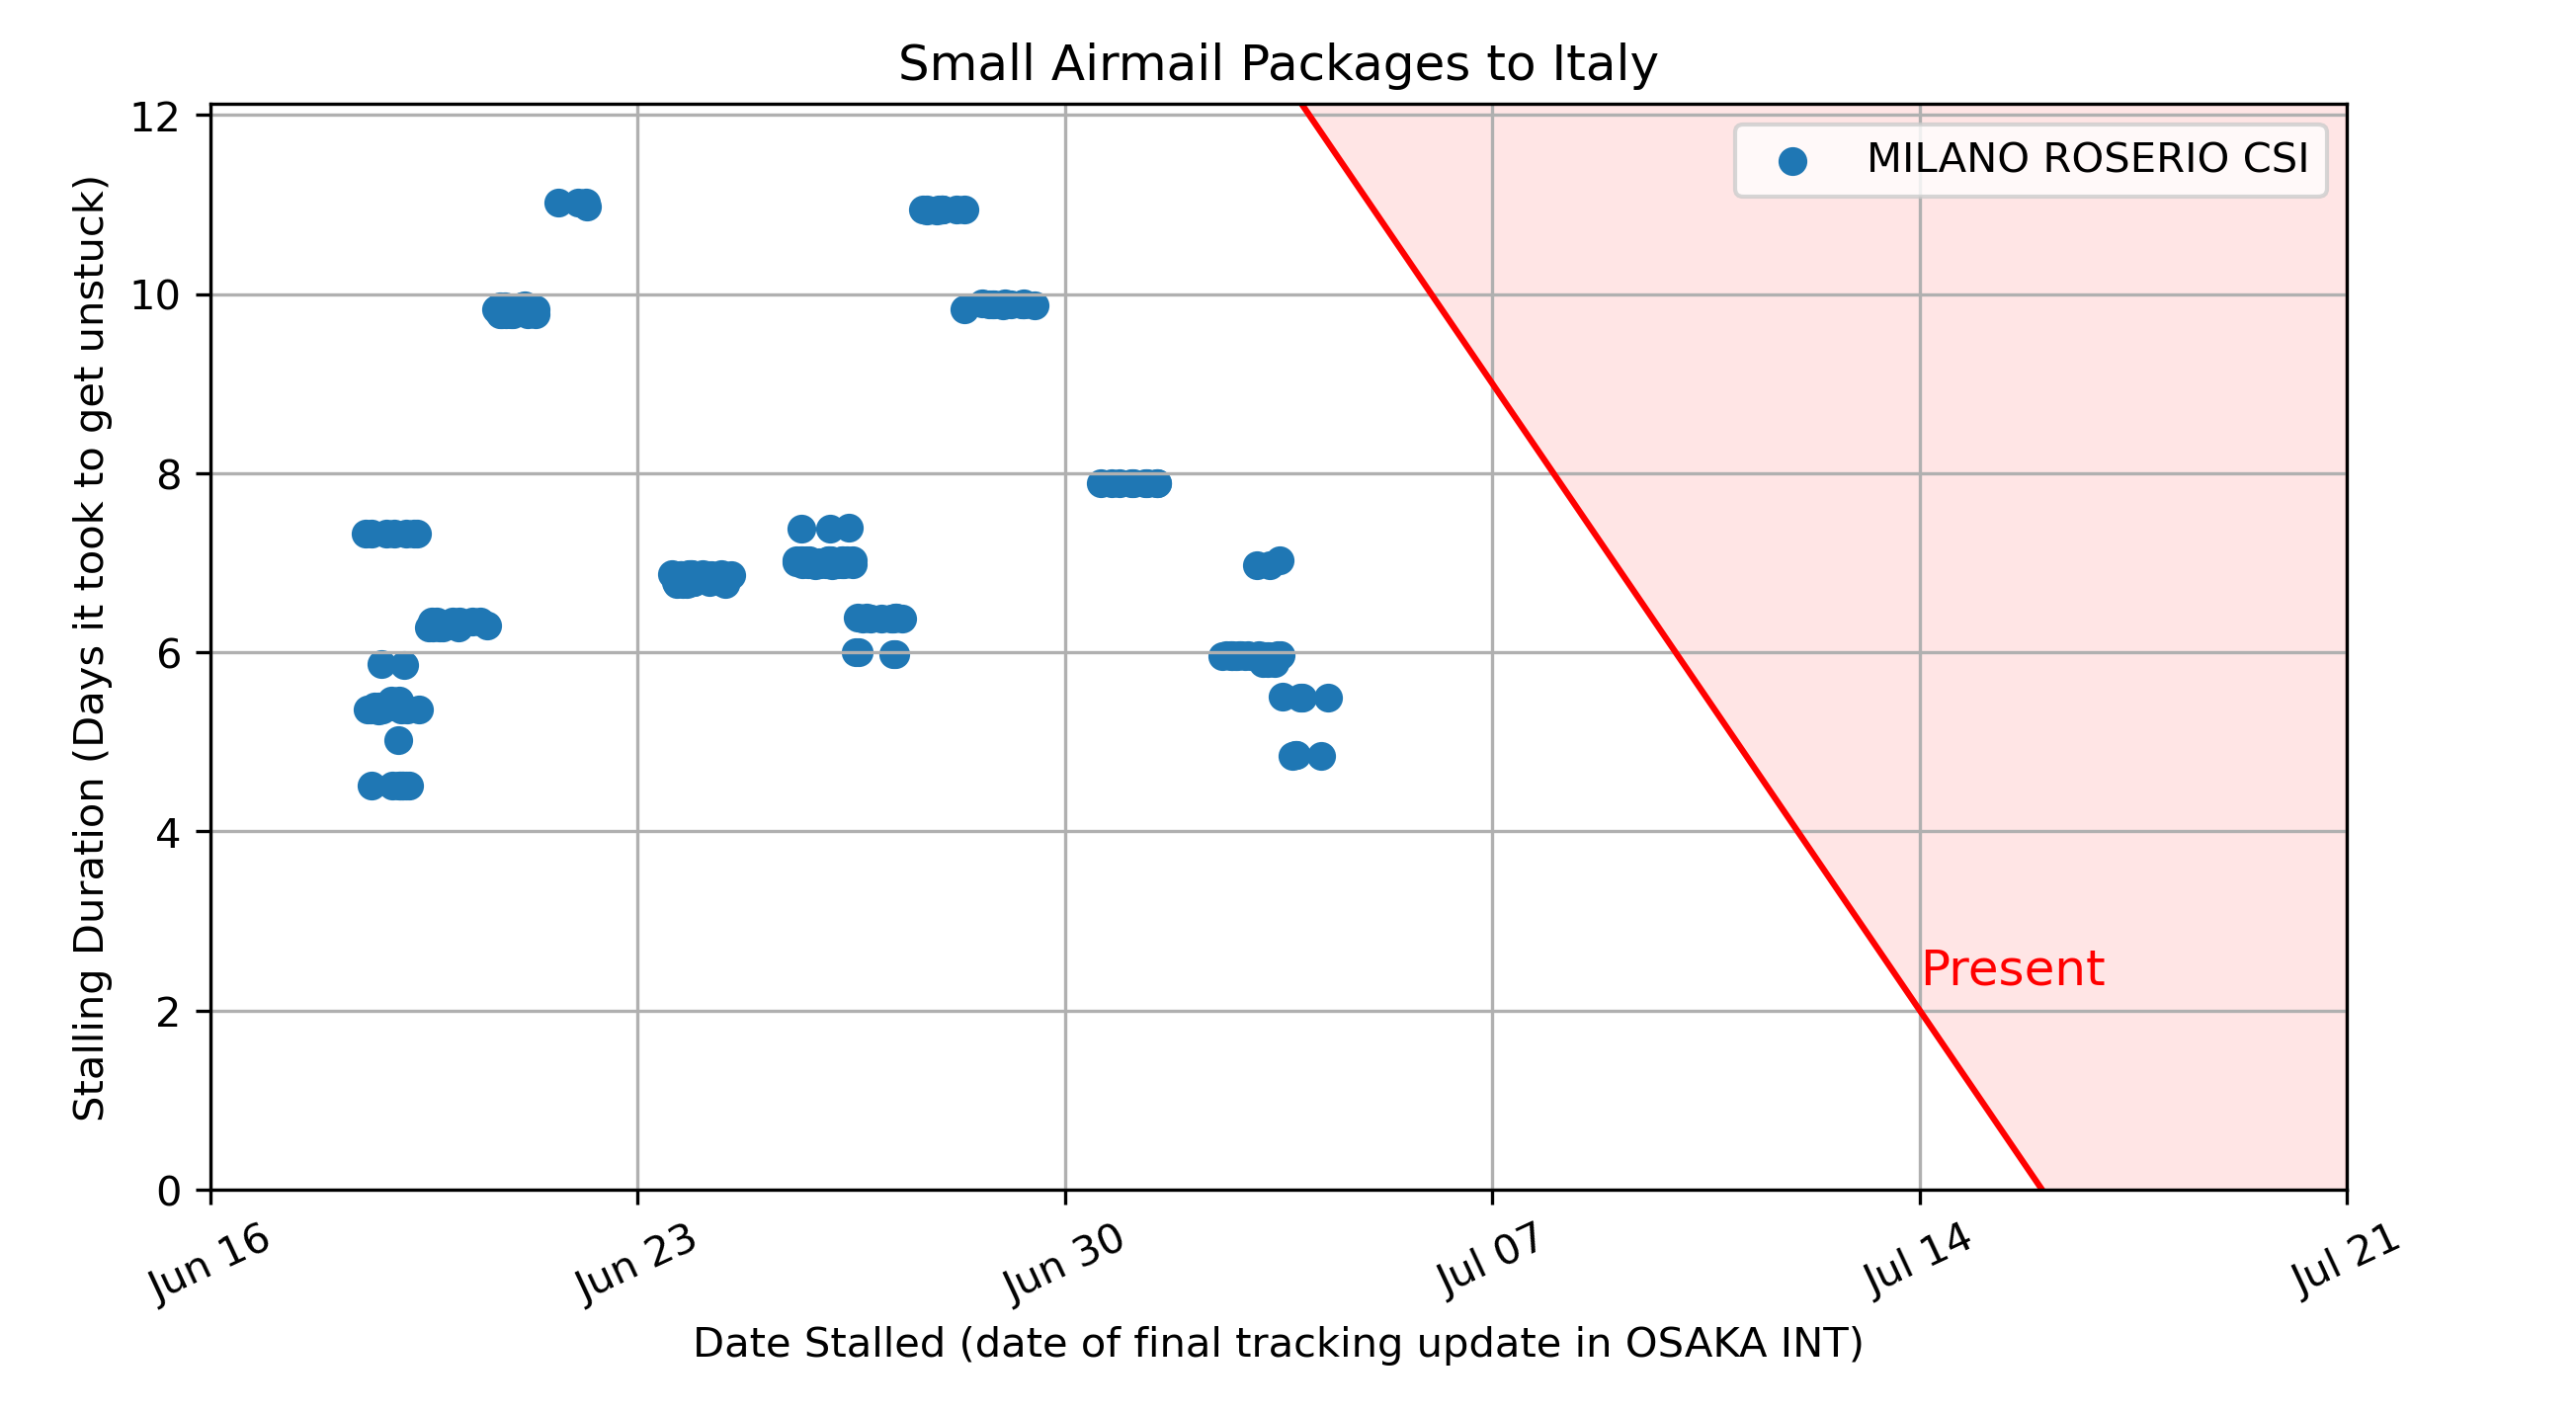 Small Airmail Packages to Italy
MILANO ROSERIO CSI
Stalling Duration (Days it took to get unstuck)
12
10
8
6
4
2
0
Present
Jun 16
Jun 23
Jun 30
Jul 07
Jul 14
Jul 21
Date Stalled (date of final tracking update in OSAKA INT)